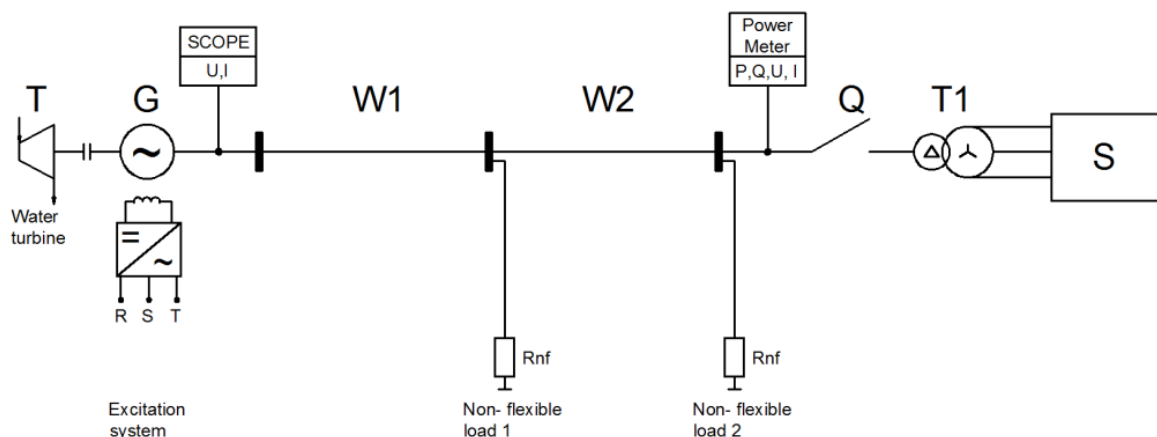 SCOPE
U,I
Power
Meter
P,Q,U, I
T
G
W1
W2
Q
T1
S
Water
turbine
R S T
Rnf
Rnf
Excitation
system
Non- flexible
load 1
Non- flexible
load 2